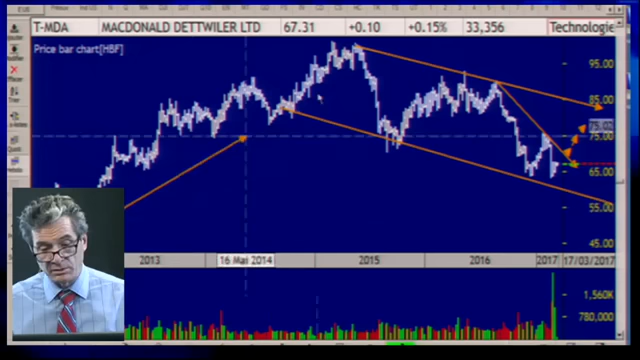 T-MDA MACDONALD DETTWILER LTD 67.31 +0.10 +0.15% 33,356 Technologie
Price bar chart[HBF]
95.00
85.00
75.02
65.00
55.00
45.00
2013 16 Mai 2014 2015 2016 2017 17/03/2017
1,560K
780,000